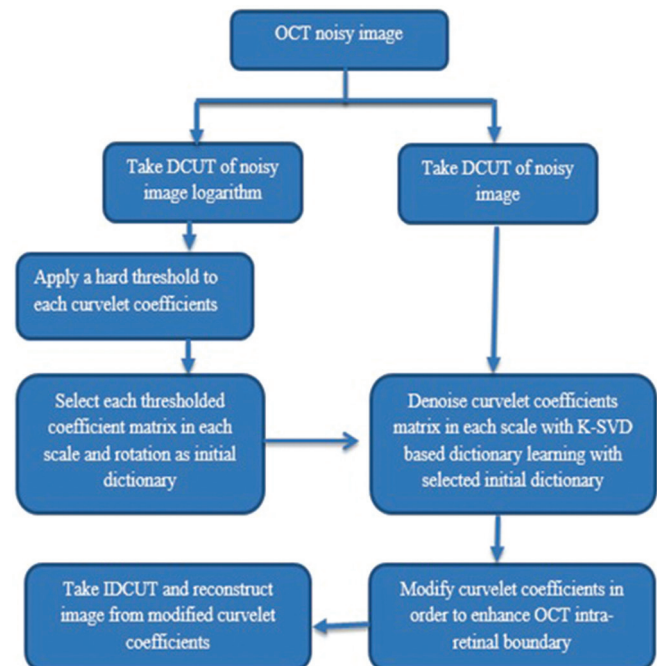 OCT noisy image
Take DCUT of noisy
image logarithm
Take DCUT of noisy
image
Apply a hard threshold to
each curvelet coefficients
Select each thresholded
coefficient matrix in each
scale and rotation as initial
dictionary
Denoise curvelet coefficients
matrix in each scale with K-SVD
based dictionary learning with
selected initial dictionary
Modify curvelet coefficients in
order to enhance OCT intra-
retinal boundary
Take IDCUT and reconstruct
image from modified curvelet
coefficients